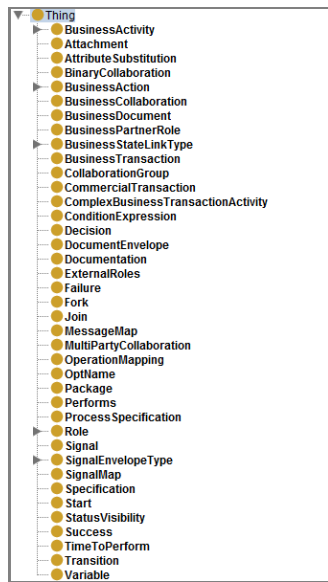 Thing
BusinessActivity
Attachment
AttributeSubstitution
BinaryCollaboration
BusinessAction
BusinessCollaboration
BusinessDocument
BusinessPartnerRole
BusinessStateLinkType
BusinessTransaction
CollaborationGroup
CommercialTransaction
ComplexBusinessTransactionActivity
ConditionExpression
Decision
DocumentEnvelope
Documentation
ExternalRoles
Failure
Fork
Join
MessageMap
MultiPartyCollaboration
OperationMapping
OptName
Package
Performs
ProcessSpecification
Role
Signal
SignalEnvelopeType
SignalMap
Specification
Start
StatusVisibility
Success
TimeToPerform
Transition
Variable